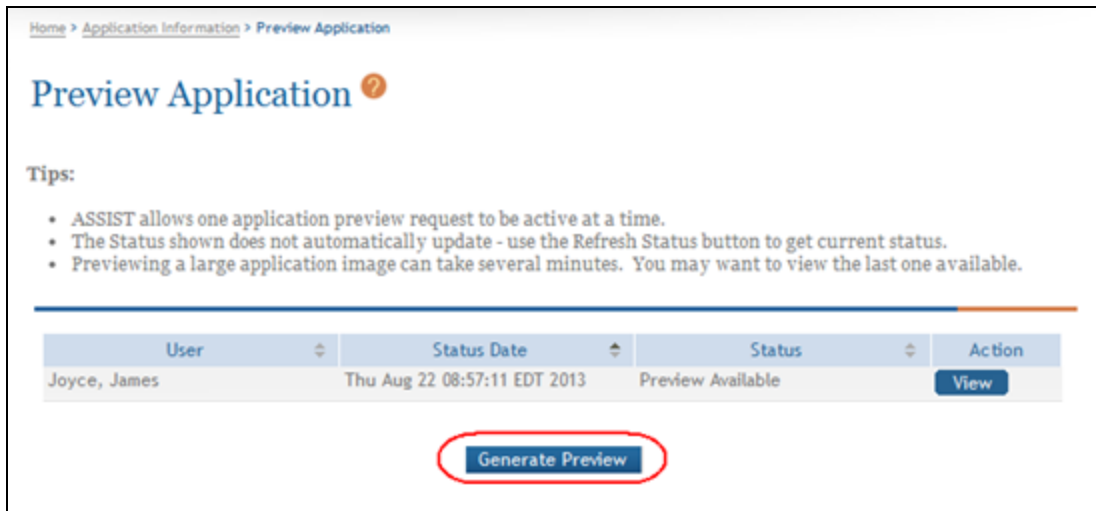 Home > Application Information > Preview Application
Preview Application ?
Tips:
• ASSIST allows one application preview request to be active at a time.
• The Status shown does not automatically update - use the Refresh Status button to get current status.
• Previewing a large application image can take several minutes.  You may want to view the last one available.
User Status Date Status Action
Joyce, James Thu Aug 22 08:57:11 EDT 2013 Preview Available View
Generate Preview